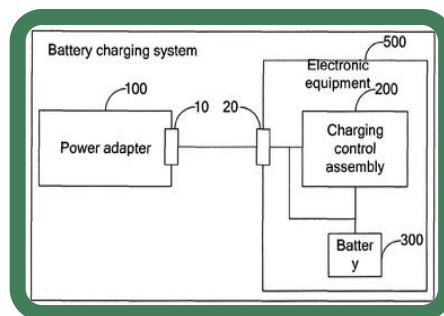 Battery charging system
500
Electronic
equipment
100
200
10
20
Power adapter
Charging
control
assembly
Batter
y
300